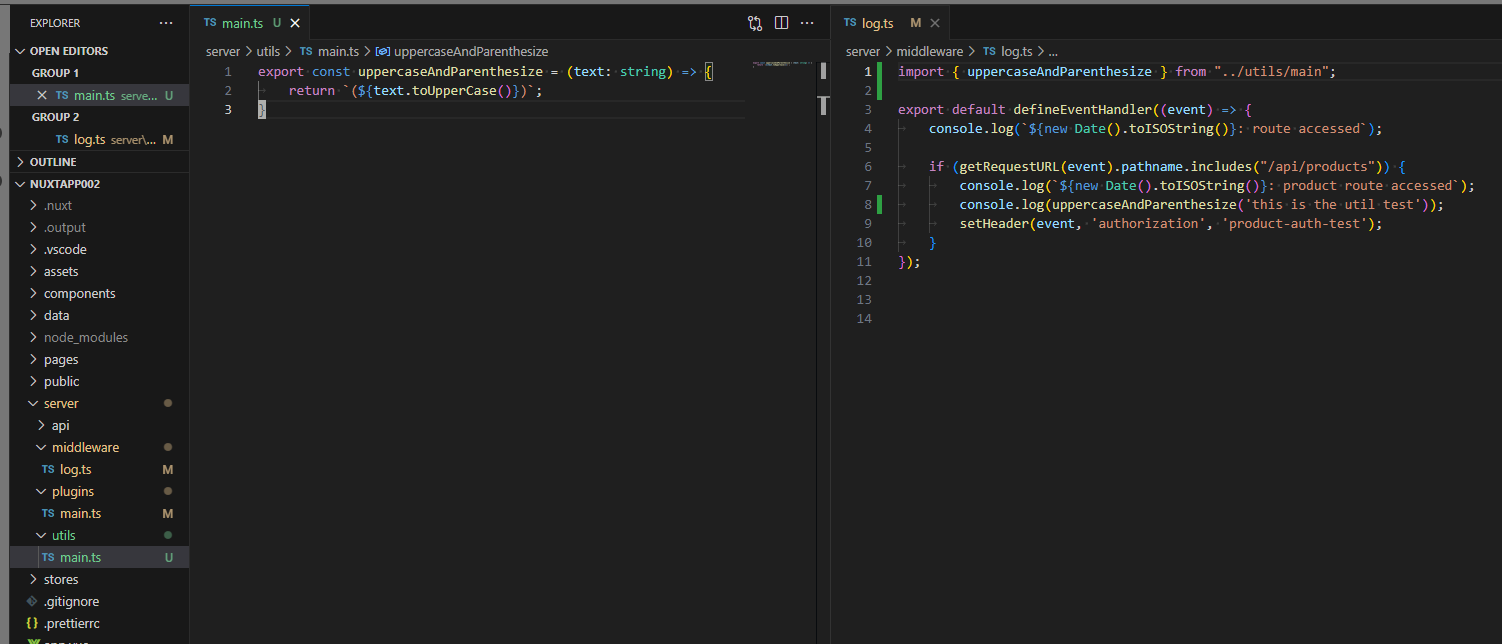 EXPLORER
OPEN EDITORS
GROUP 1
TS main.ts serve... U
GROUP 2
TS log.ts server\... M
OUTLINE
NUXTAPP002
.nuxt
.output
.vscode
assets
components
data
node_modules
pages
public
server
api
middleware
TS log.ts M
plugins
TS main.ts M
utils
TS main.ts U
stores
.gitignore
.prettierrc
TS main.ts U
server > utils > TS main.ts > uppercaseAndParenthesize
1 export const uppercaseAndParenthesize = (text: string) => {
2 return `(${text.toUpperCase()})`;
3 }
TS log.ts M
server > middleware > TS log.ts > ...
1 import { uppercaseAndParenthesize } from "../utils/main";
2
3 export default defineEventHandler((event) => {
4 console.log(`${new Date().toISOString()}: route accessed`);
5
6 if (getRequestURL(event).pathname.includes("/api/products")) {
7 console.log(`${new Date().toISOString()}: product route accessed`);
8 console.log(uppercaseAndParenthesize('this is the util test'));
9 setHeader(event, 'authorization', 'product-auth-test');
10 }
11 });
12
13
14